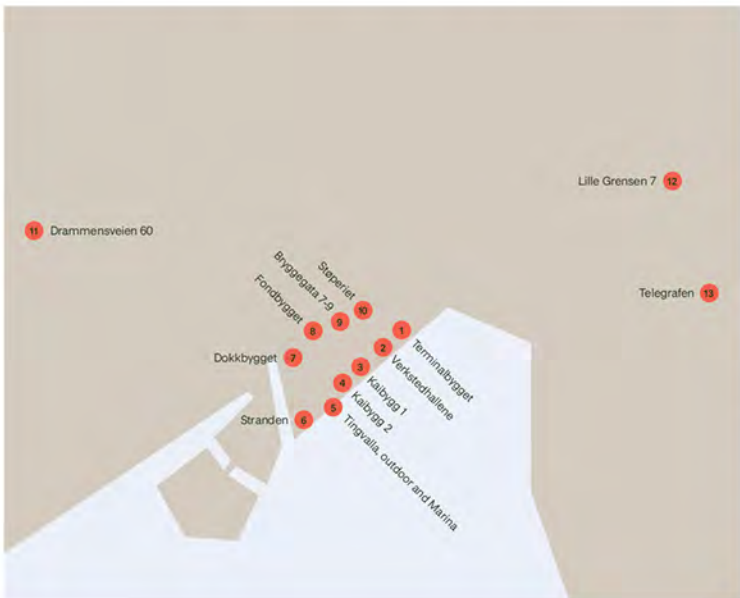 Lille Grensen 7 12
11 Drammensveien 60
Telegrafen 13
Støperiet
10
Bryggegata 7-9
9
Fondbygget
8
Dokkbygget 7
1
Terminalbygget
2
Verkstedhallene
3
Kaibygg 1
4
Kaibygg 2
5
Tingvalla, outdoor and Marina
Stranden 6